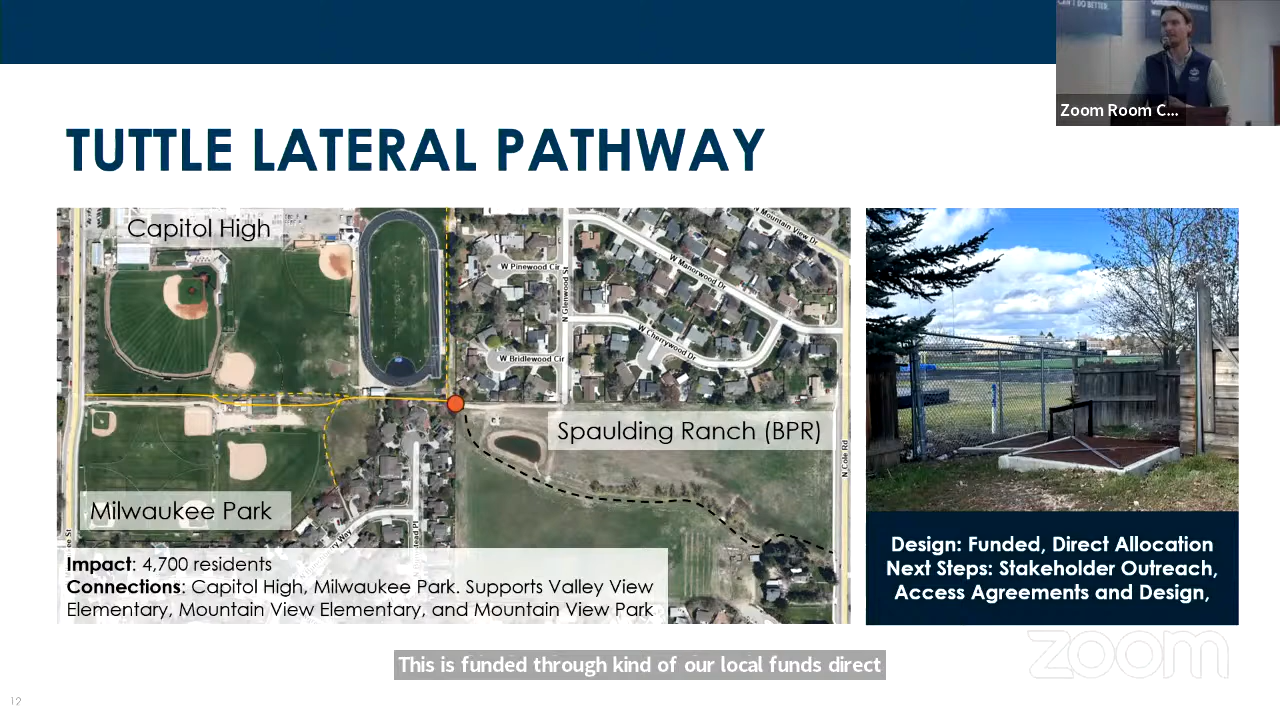 CAN'T DO BETTER.
Zoom Room C...
TUTTLE LATERAL PATHWAY
Capitol High
W Mountain View Dr
W Pinewood Cir
N Glenwood St
W Manorwood Dr
W Cherrywood Dr
W Bridlewood Cir
Spaulding Ranch (BPR)
N Cole Rd
Milwaukee Park
Impact: 4,700 residents
Connections: Capitol High, Milwaukee Park. Supports Valley View
Elementary, Mountain View Elementary, and Mountain View Park
Design: Funded, Direct Allocation
Next Steps: Stakeholder Outreach,
Access Agreements and Design,
This is funded through kind of our local funds direct
zoom
12